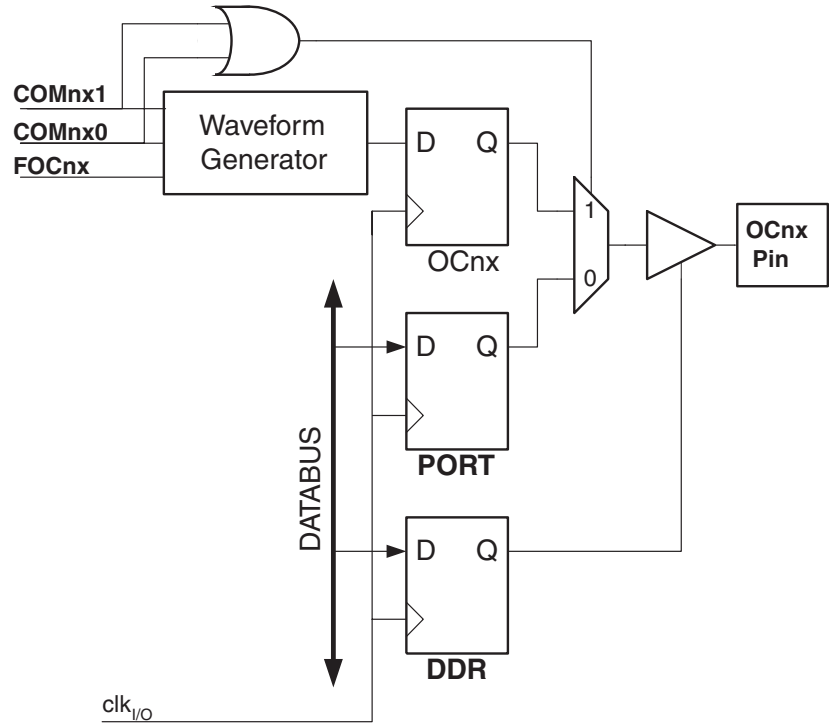 COMnx1
COMnx0
FOCnx
Waveform
Generator
D Q
OCnx
1
0
OCnx
Pin
D Q
PORT
D Q
DDR
DATABUS
clkI/O